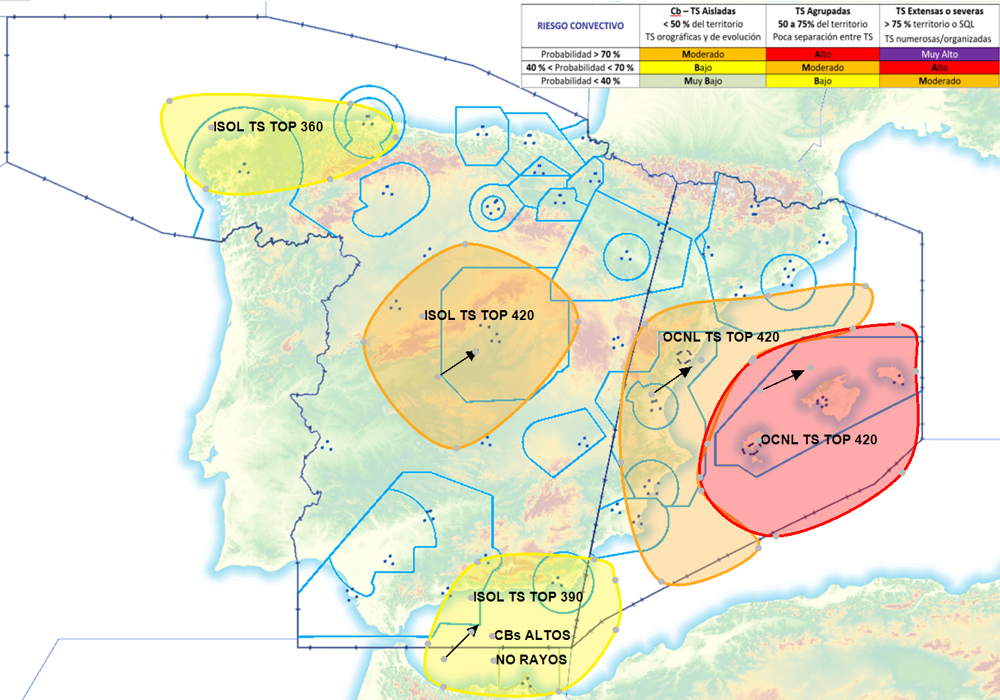 RIESGO CONVECTIVO
Cb – TS Aisladas
< 50 % del territorio
TS orográficas y de evolución
TS Agrupadas
50 a 75% del territorio
Poca separación entre TS
TS Extensas o severas
> 75 % territorio o SQL
TS numerosas/organizadas
Probabilidad > 70 % Moderado Alto Muy Alto
40 % < Probabilidad < 70 % Bajo Moderado Alto
Probabilidad < 40 % Muy Bajo Bajo Moderado
ISOL TS TOP 360
ISOL TS TOP 420
OCNL TS TOP 420
OCNL TS TOP 420
ISOL TS TOP 390
CBs ALTOS
NO RAYOS